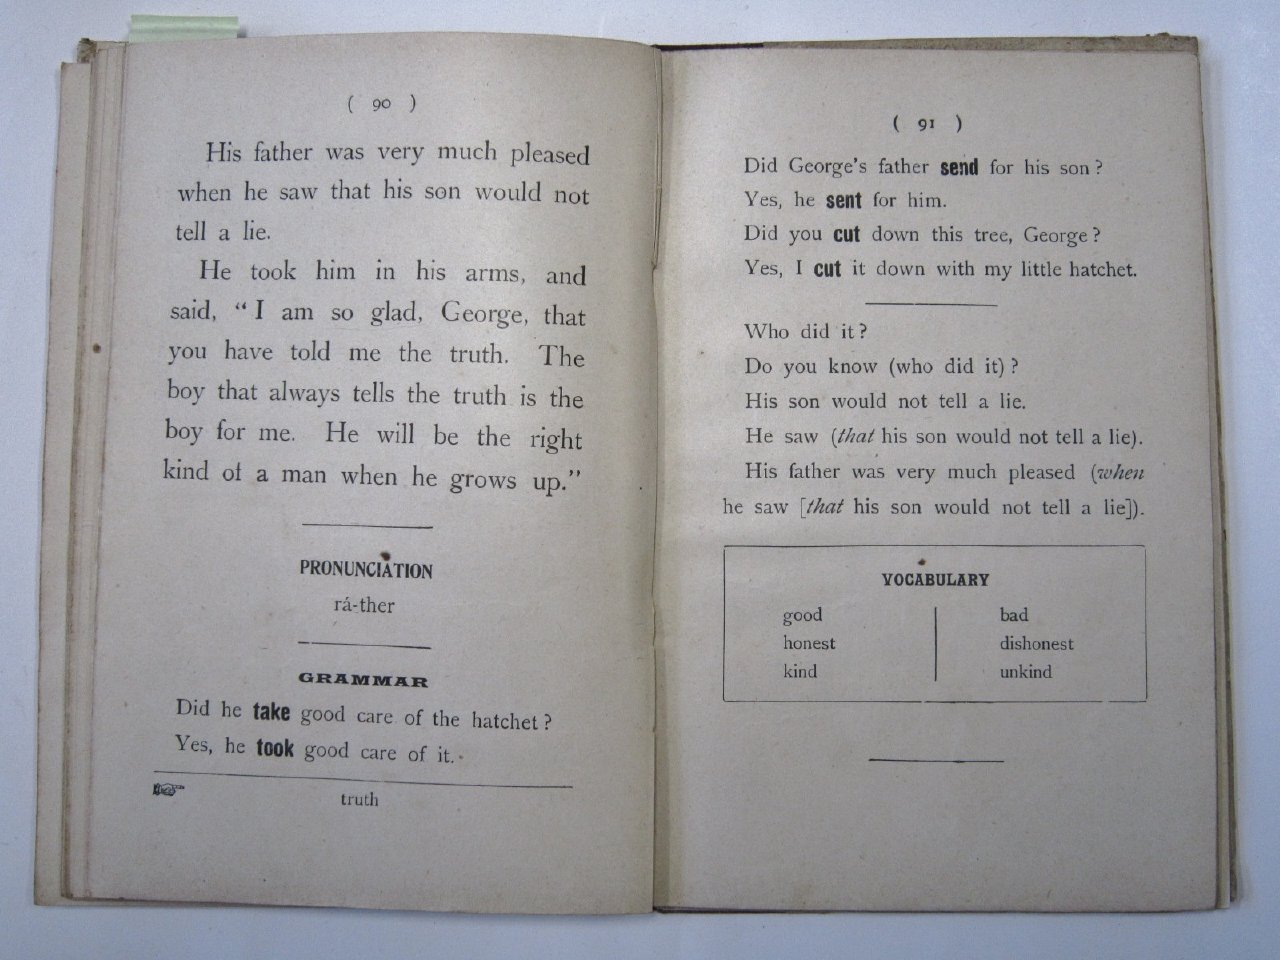 ( 90 )
His father was very much pleased
when he saw that his son would not
tell a lie.
He took him in his arms, and
said, “ I am so glad, George, that
you have told me the truth. The
boy that always tells the truth is the
boy for me. He will be the right
kind of a man when he grows up.”
PRONUNCIATION
rá-ther
GRAMMAR
Did he take good care of the hatchet ?
Yes, he took good care of it.
truth
( 91 )
Did George's father send for his son ?
Yes, he sent for him.
Did you cut down this tree, George ?
Yes, I cut it down with my little hatchet.
Who did it ?
Do you know (who did it) ?
His son would not tell a lie.
He saw (that his son would not tell a lie).
His father was very much pleased (when
he saw [that his son would not tell a lie]).
VOCABULARY
good bad
honest dishonest
kind unkind